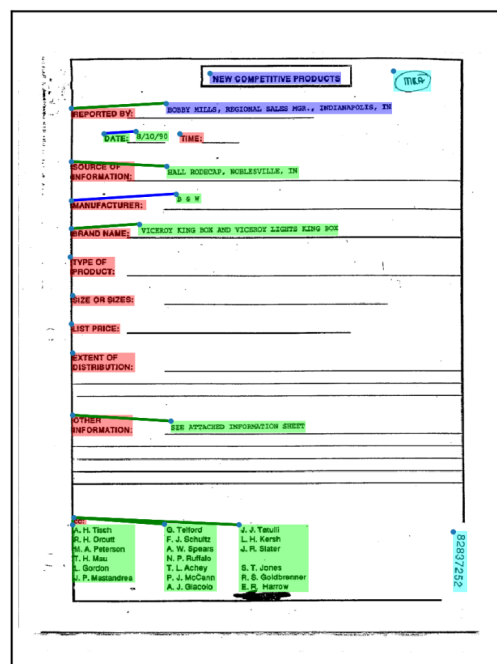 NEW COMPETITIVE PRODUCTS
REPORTED BY: BOBBY MILLS, REGIONAL SALES MGR., INDIANAPOLIS, IN
DATE: 8/10/90 TIME:
SOURCE OF INFORMATION: HALL RODECAP, NOBLESVILLE, IN
MANUFACTURER: B & W
BRAND NAME: VICEROY KING BOX AND VICEROY LIGHTS KING BOX
TYPE OF PRODUCT:
SIZE OR SIZES:
LIST PRICE:
EXTENT OF DISTRIBUTION:
OTHER INFORMATION: SEE ATTACHED INFORMATION SHEET
cc:
A. H. Tisch G. Telford J. J. Tatulli
R. H. Orcutt F. J. Schultz L. H. Kersh
M. A. Peterson A. W. Spears J. R. Slater
T. H. Mau N. P. Ruffalo
L. Gordon T. L. Achey S. T. Jones
J. P. Mastandrea P. J. McCann R. S. Goldbrenner
A. J. Giacoio E. R. Harrow
82837252